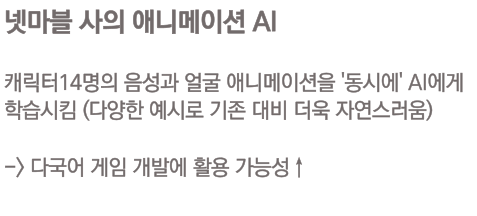 넷마블 사의 애니메이션 AI
캐릭터14명의 음성과 얼굴 애니메이션을 '동시에' AI에게
학습시킴 (다양한 예시로 기존 대비 더욱 자연스러움)
-> 다국어 게임 개발에 활용 가능성↑